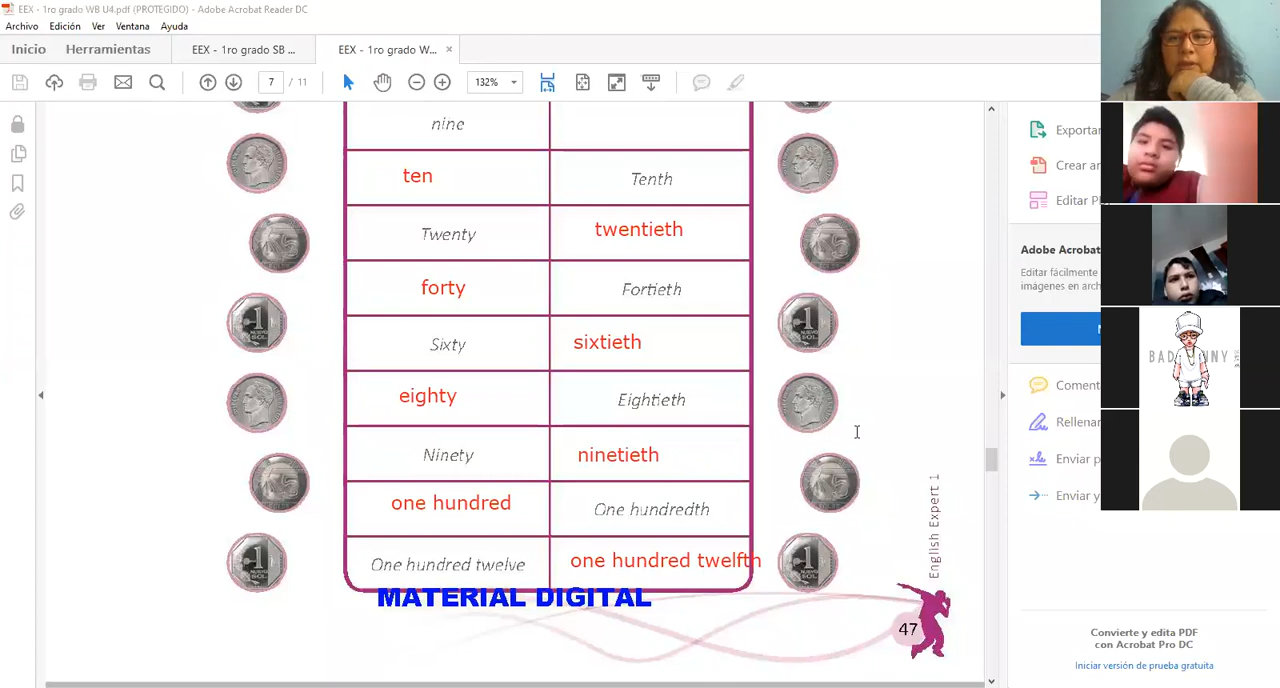 EEX - 1ro grado WB U4.pdf (PROTEGIDO) - Adobe Acrobat Reader DC
Archivo Edición Ver Ventana Ayuda
Inicio Herramientas EEX - 1ro grado SB ... EEX - 1ro grado W... ×
7 / 11 132%
nine
ten Tenth
Twenty twentieth
forty Fortieth
Sixty sixtieth
eighty Eightieth
Ninety ninetieth
one hundred One hundredth
One hundred twelve one hundred twelfth
MATERIAL DIGITAL
English Expert 1
47
Exportar
Crear ar
Editar P
Adobe Acrobat
Editar fácilmente
imágenes en arch
Coment
Rellenar
Enviar p
Enviar y
Convierte y edita PDF
con Acrobat Pro DC
Iniciar versión de prueba gratuita